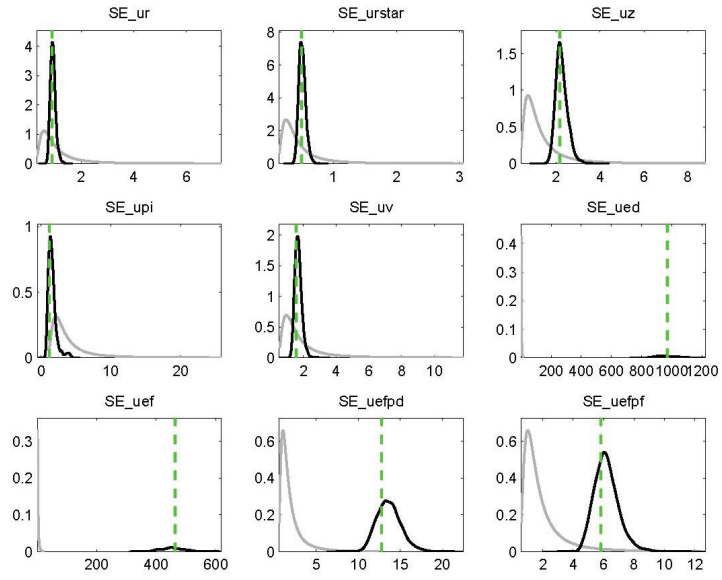 SE_ur SE_urstar SE_uz
4 8 1.5
3 6
1
2 4
0.5
1 2
0 0 0
2 4 6 1 2 3 2 4 6 8
SE_upi SE_uv SE_ued
1 2 0.4
1.5 0.3
0.5 1 0.2
0.5 0.1
0 0 0
0 10 20 2 4 6 8 10 200 400 600 800 1000 1200
SE_uef SE_uefpd SE_uefpf
0.3 0.6 0.6
0.2 0.4 0.4
0.1 0.2 0.2
0 0 0
200 400 600 5 10 15 20 2 4 6 8 10 12